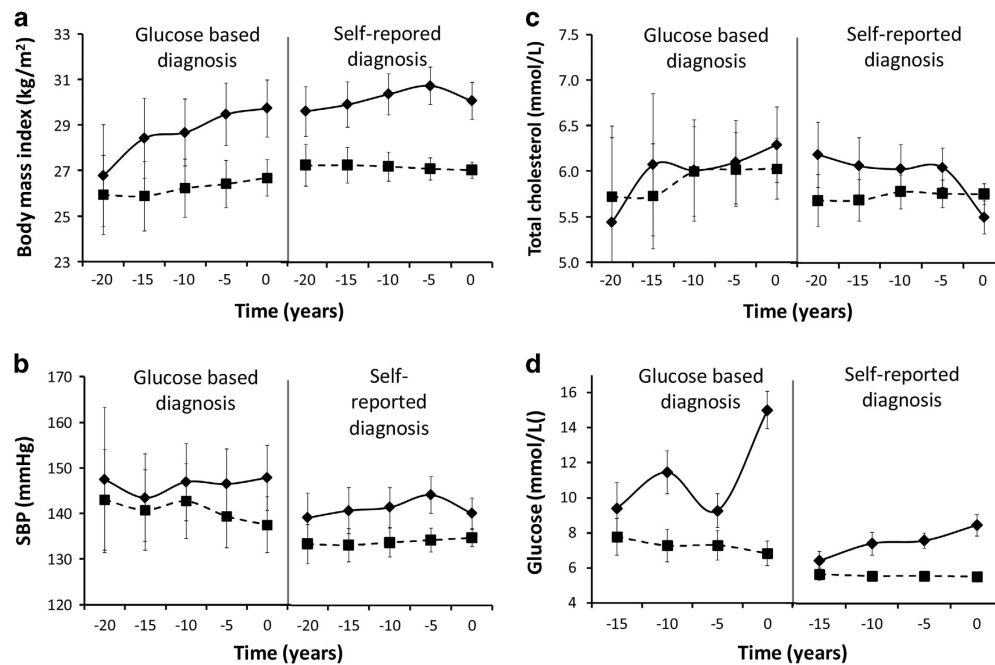 a
Body mass index (kg/m²)
33
31
29
27
25
23
Glucose based
diagnosis
Self-repored
diagnosis
-20 -15 -10 -5 0 -20 -15 -10 -5 0
Time (years)
b
SBP (mmHg)
170
160
150
140
130
120
Glucose based
diagnosis
Self-
reported
diagnosis
-20 -15 -10 -5 0 -20 -15 -10 -5 0
Time (years)
c
Total cholesterol (mmol/L)
7.5
7.0
6.5
6.0
5.5
5.0
Glucose based
diagnosis
Self-reported
diagnosis
-20 -15 -10 -5 0 -20 -15 -10 -5 0
Time (years)
d
Glucose (mmol/L()
16
14
12
10
8
6
4
Glucose based
diagnosis
Self-reported
diagnosis
-15 -10 -5 0 -15 -10 -5 0
Time (years)